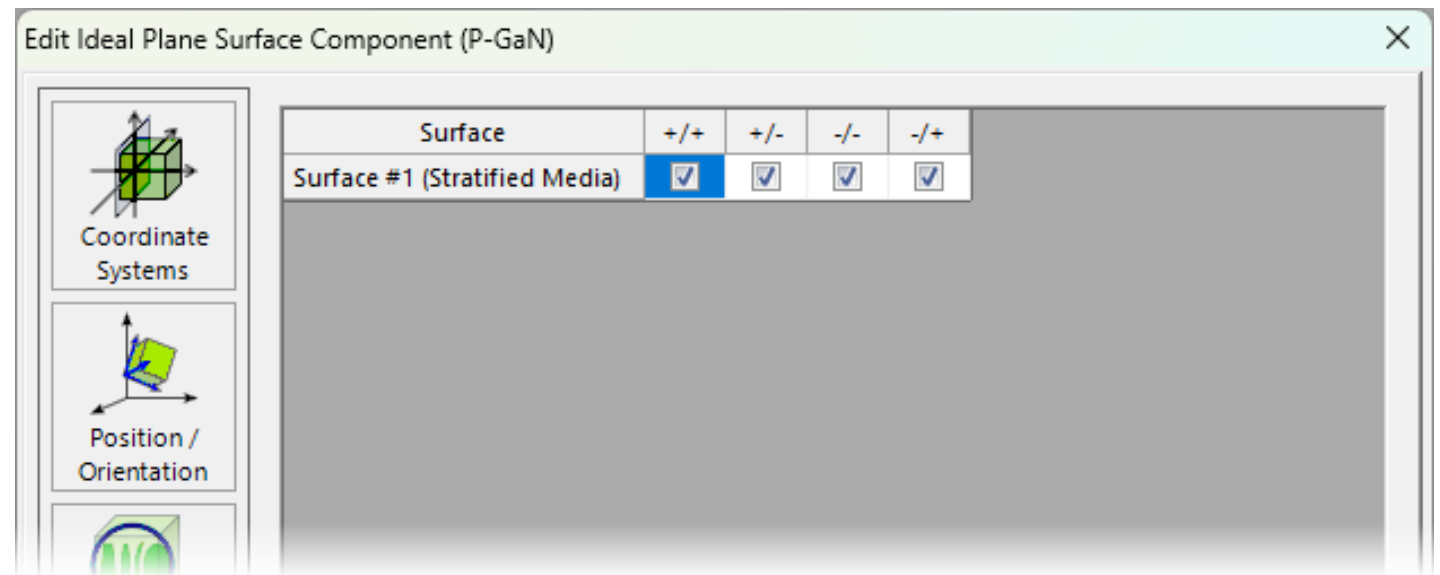 Edit Ideal Plane Surface Component (P-GaN)
Surface +/+ +/- -/- -/+
Surface #1 (Stratified Media)
Coordinate
Systems
Position /
Orientation